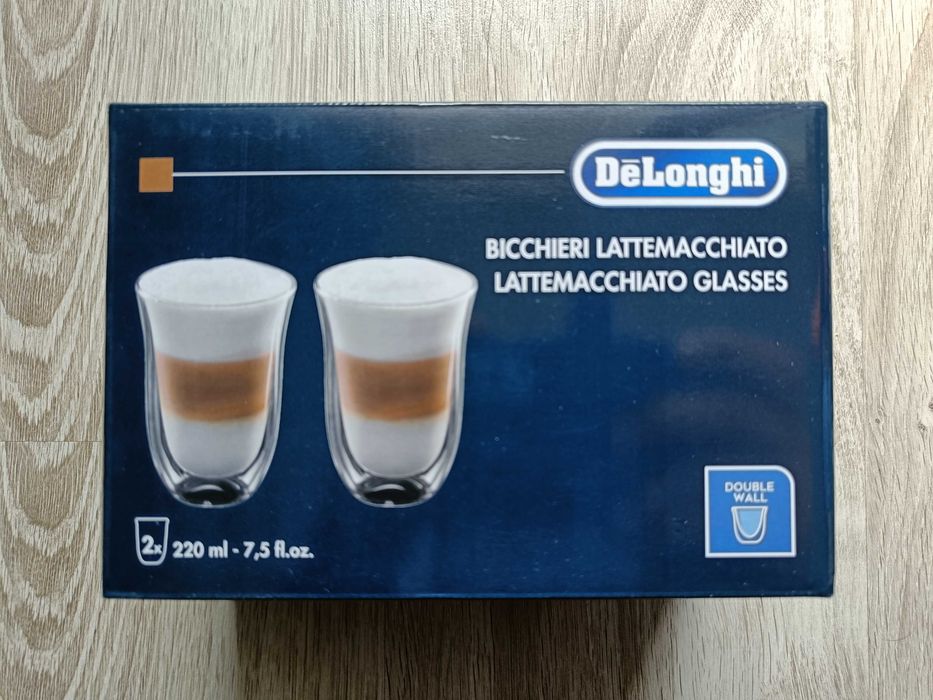 DēLonghi
BICCHIERI LATTEMACCHIATO
LATTEMACCHIATO GLASSES
DOUBLE
WALL
2x 220 ml - 7,5 fl.oz.